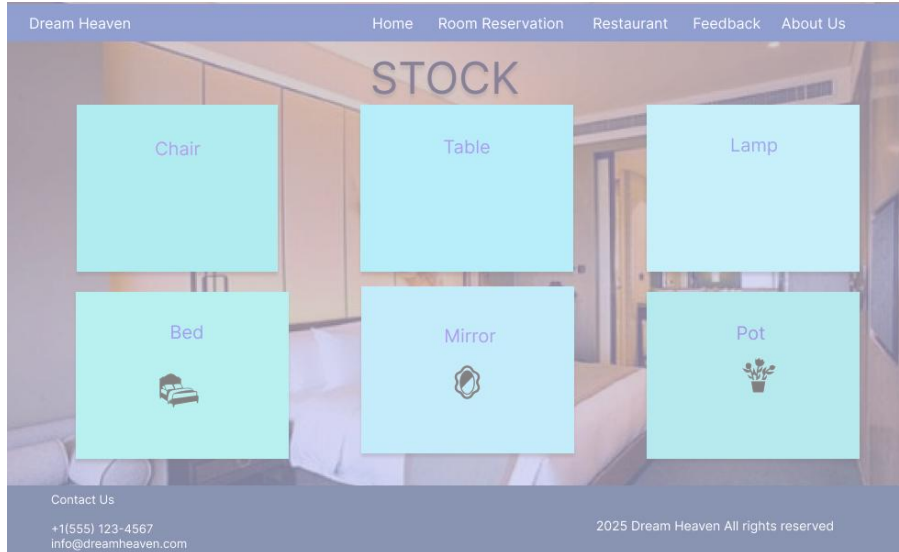 Dream Heaven
Home Room Reservation Restaurant Feedback About Us
STOCK
Chair
Table
Lamp
Bed
Mirror
Pot
Contact Us
+1(555) 123-4567
info@dreamheaven.com
2025 Dream Heaven All rights reserved